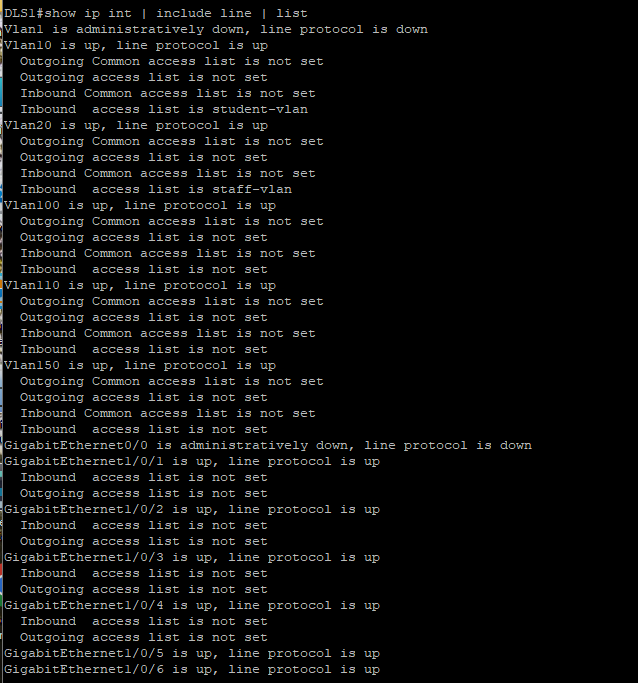 DLS1#show ip int | include line | list
Vlan1 is administratively down, line protocol is down
Vlan10 is up, line protocol is up
  Outgoing Common access list is not set
  Outgoing access list is not set
  Inbound Common access list is not set
  Inbound  access list is student-vlan
Vlan20 is up, line protocol is up
  Outgoing Common access list is not set
  Outgoing access list is not set
  Inbound Common access list is not set
  Inbound  access list is staff-vlan
Vlan100 is up, line protocol is up
  Outgoing Common access list is not set
  Outgoing access list is not set
  Inbound Common access list is not set
  Inbound  access list is not set
Vlan110 is up, line protocol is up
  Outgoing Common access list is not set
  Outgoing access list is not set
  Inbound Common access list is not set
  Inbound  access list is not set
Vlan150 is up, line protocol is up
  Outgoing Common access list is not set
  Outgoing access list is not set
  Inbound Common access list is not set
  Inbound  access list is not set
GigabitEthernet0/0 is administratively down, line protocol is down
GigabitEthernet1/0/1 is up, line protocol is up
  Inbound  access list is not set
  Outgoing access list is not set
GigabitEthernet1/0/2 is up, line protocol is up
  Inbound  access list is not set
  Outgoing access list is not set
GigabitEthernet1/0/3 is up, line protocol is up
  Inbound  access list is not set
  Outgoing access list is not set
GigabitEthernet1/0/4 is up, line protocol is up
  Inbound  access list is not set
  Outgoing access list is not set
GigabitEthernet1/0/5 is up, line protocol is up
GigabitEthernet1/0/6 is up, line protocol is up